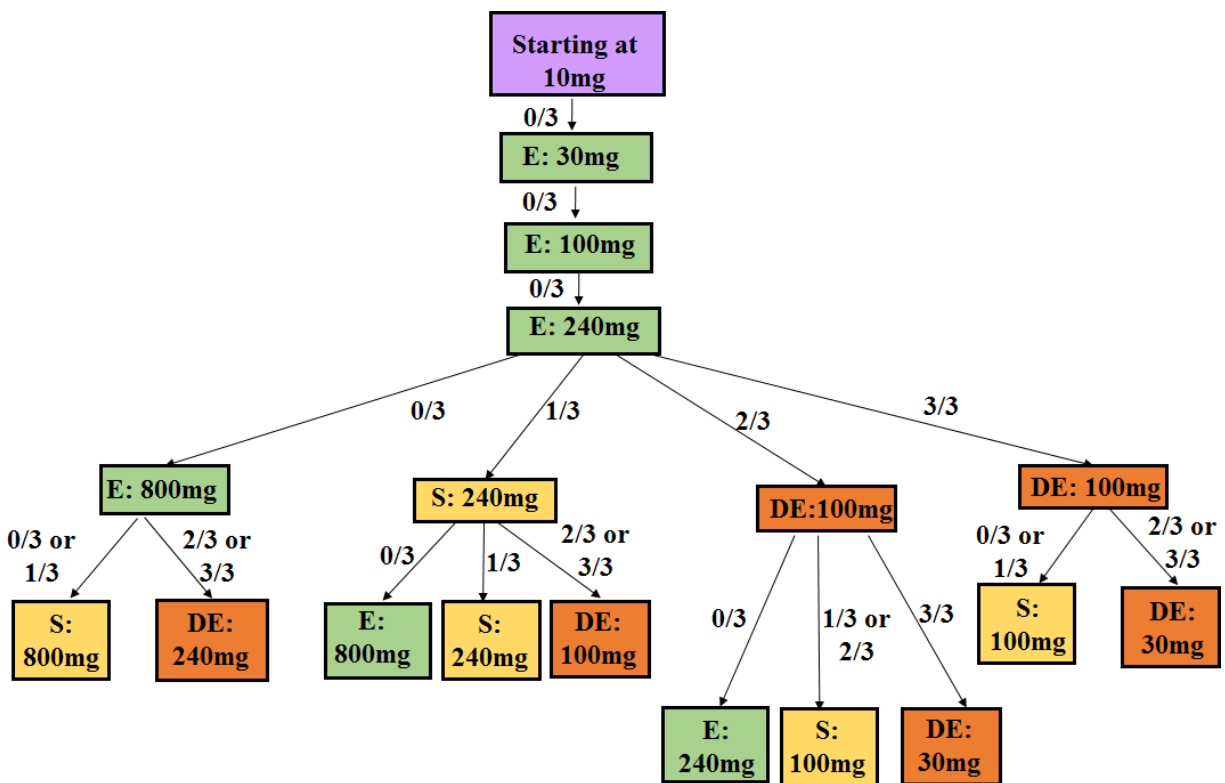 Starting at
10mg
0/3
E: 30mg
0/3
E: 100mg
0/3
E: 240mg
0/3
1/3
2/3
3/3
E: 800mg
S: 240mg
DE:100mg
DE: 100mg
0/3 or
1/3
2/3 or
3/3
0/3
1/3
2/3 or
3/3
0/3
1/3 or
2/3
3/3
0/3 or
1/3
2/3 or
3/3
S:
800mg
DE:
240mg
E:
800mg
S:
240mg
DE:
100mg
E:
240mg
S:
100mg
DE:
30mg
S:
100mg
DE:
30mg